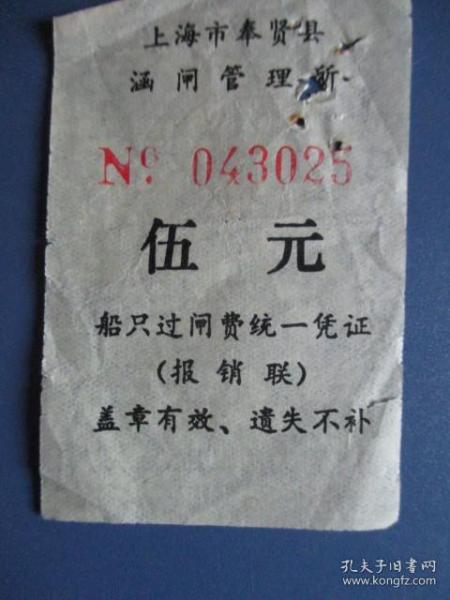 上海市奉贤县
涵闸管理所
Nº 043025
伍元
船只过闸费统一凭证
（报销联）
盖章有效、遗失不补
孔夫子旧书网
www.kongfz.com